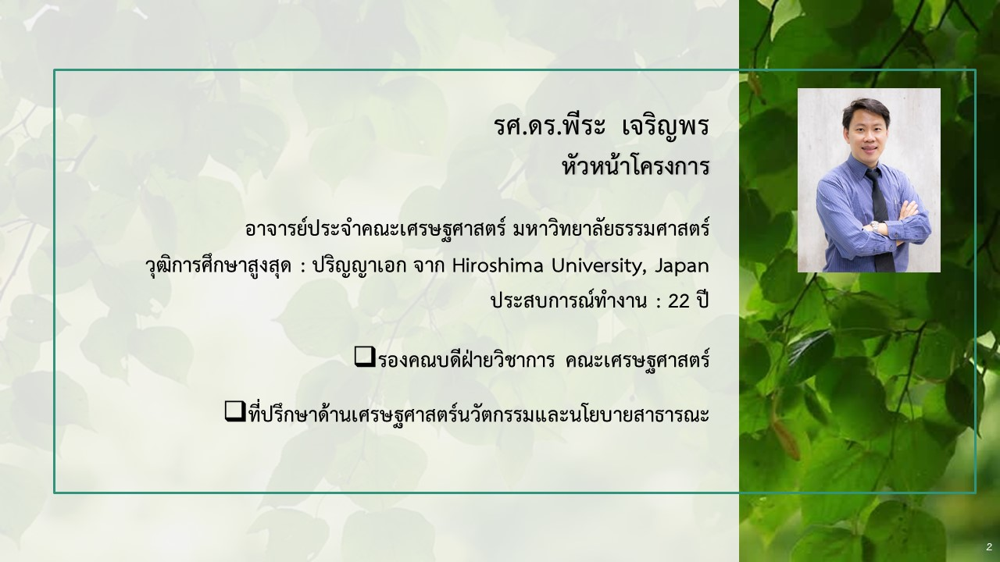 รศ.ดร.พีระ เจริญพร
หัวหน้าโครงการ
อาจารย์ประจำคณะเศรษฐศาสตร์ มหาวิทยาลัยธรรมศาสตร์
วุฒิการศึกษาสูงสุด : ปริญญาเอก จาก Hiroshima University, Japan
ประสบการณ์ทำงาน : 22 ปี
❑รองคณบดีฝ่ายวิชาการ คณะเศรษฐศาสตร์
❑ที่ปรึกษาด้านเศรษฐศาสตร์นวัตกรรมและนโยบายสาธารณะ
2